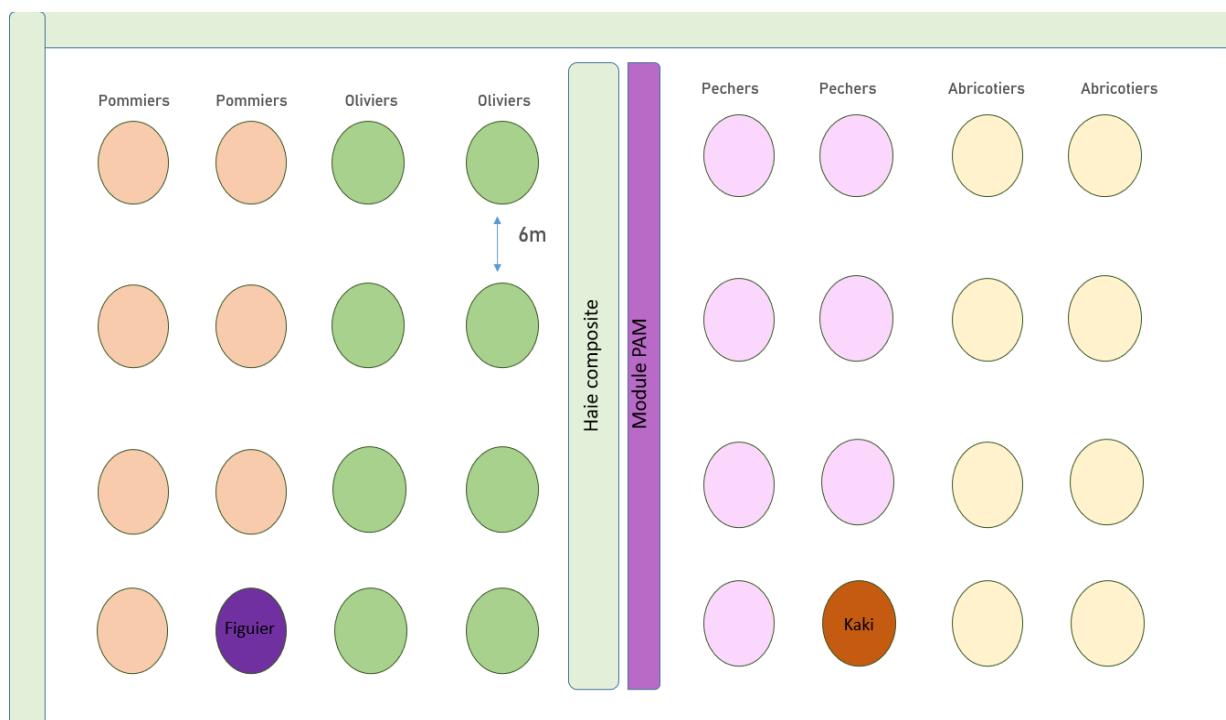 Pommiers
Pommiers
Oliviers
Oliviers
Pechers
Pechers
Abricotiers
Abricotiers
6m
Haie composite
Module PAM
Figuier
Kaki